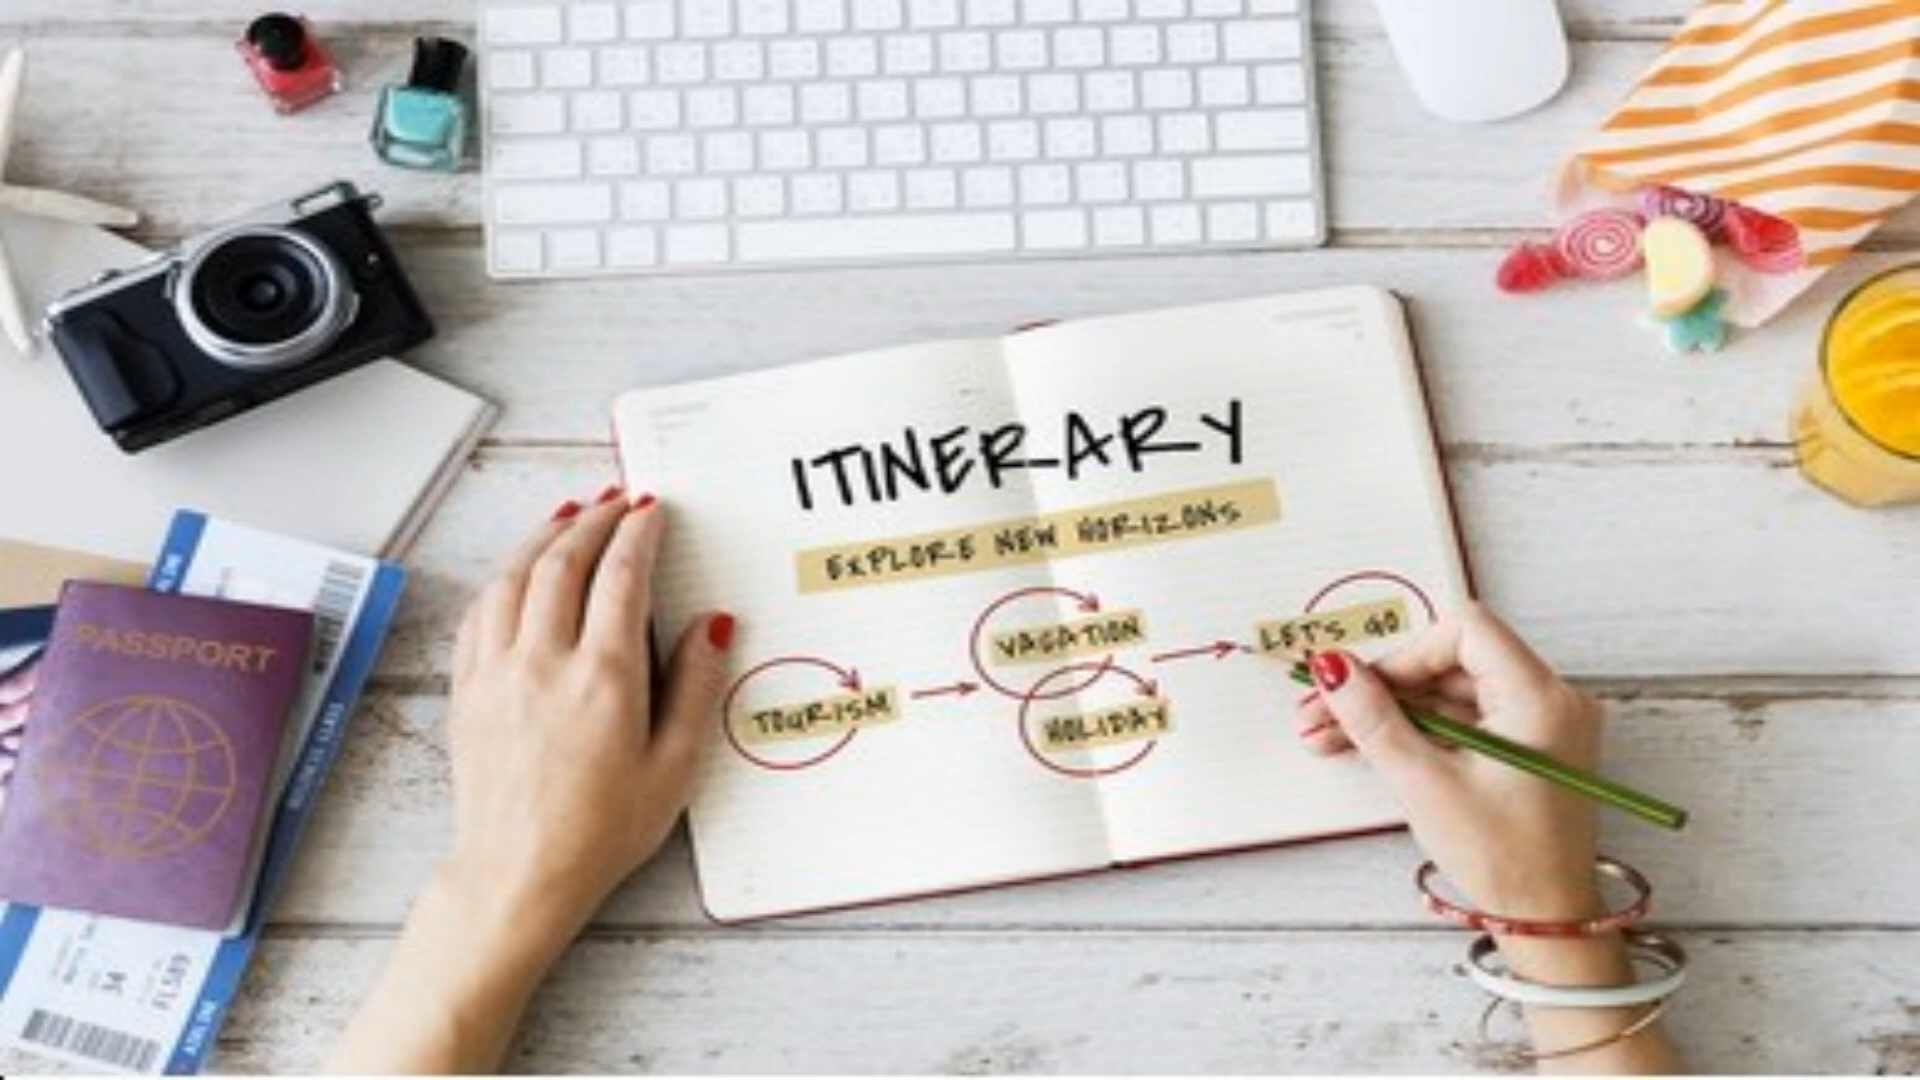 ITINERARY
EXPLORE NEW HORIZONS
VACATION
LET'S GO
TOURISM
HOLIDAY
PASSPORT